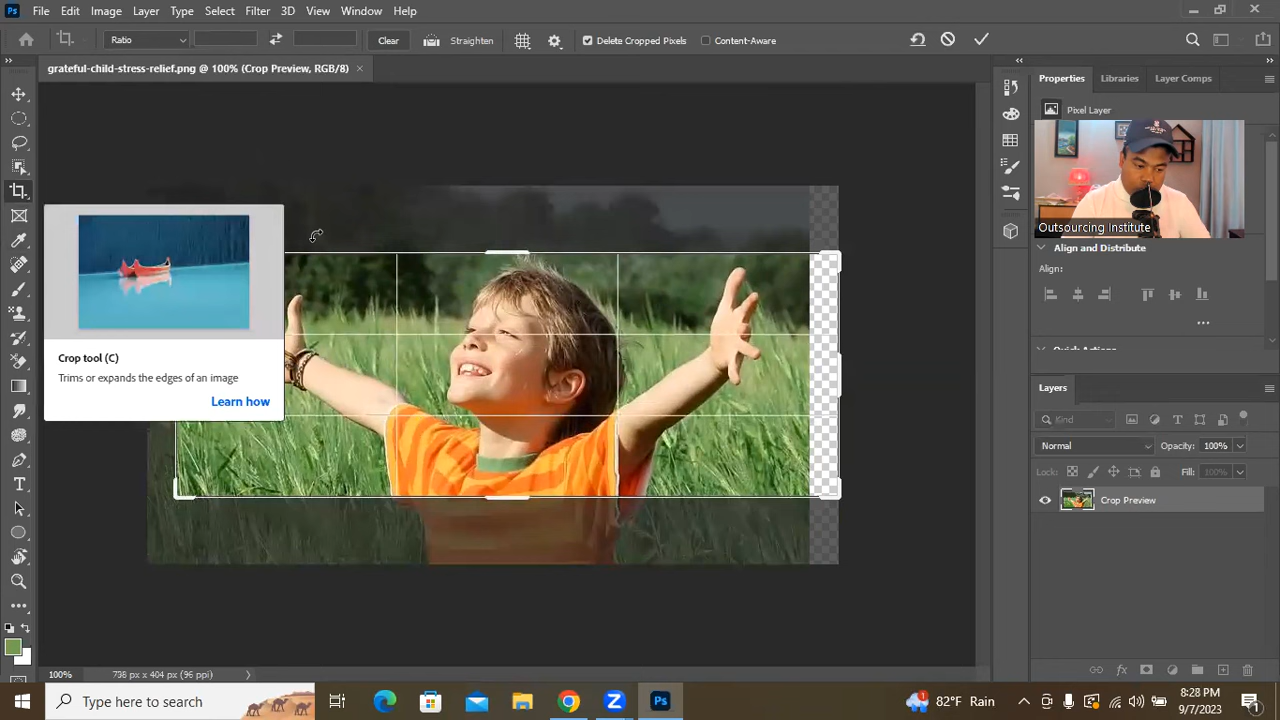 Ps File Edit Image Layer Type Select Filter 3D View Window Help
Ratio Clear Straighten Delete Cropped Pixels Content-Aware
grateful-child-stress-relief.png @ 100% (Crop Preview, RGB/8) ×
Properties Libraries Layer Comps
Pixel Layer
Outsourcing Institute
Align and Distribute
Align:
Crop tool (C)
Trims or expands the edges of an image
Learn how
Layers
Kind
Normal Opacity: 100%
Lock: Fill: 100%
Crop Preview
100% 736 px x 404 px (96 ppi)
Type here to search
Z Ps
82°F Rain
8:28 PM
9/7/2023